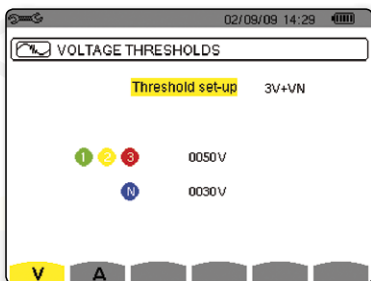 02/09/09 14:29
VOLTAGE THRESHOLDS
Threshold set-up 3V+VN
1 2 3 0050V
N 0030V
V A